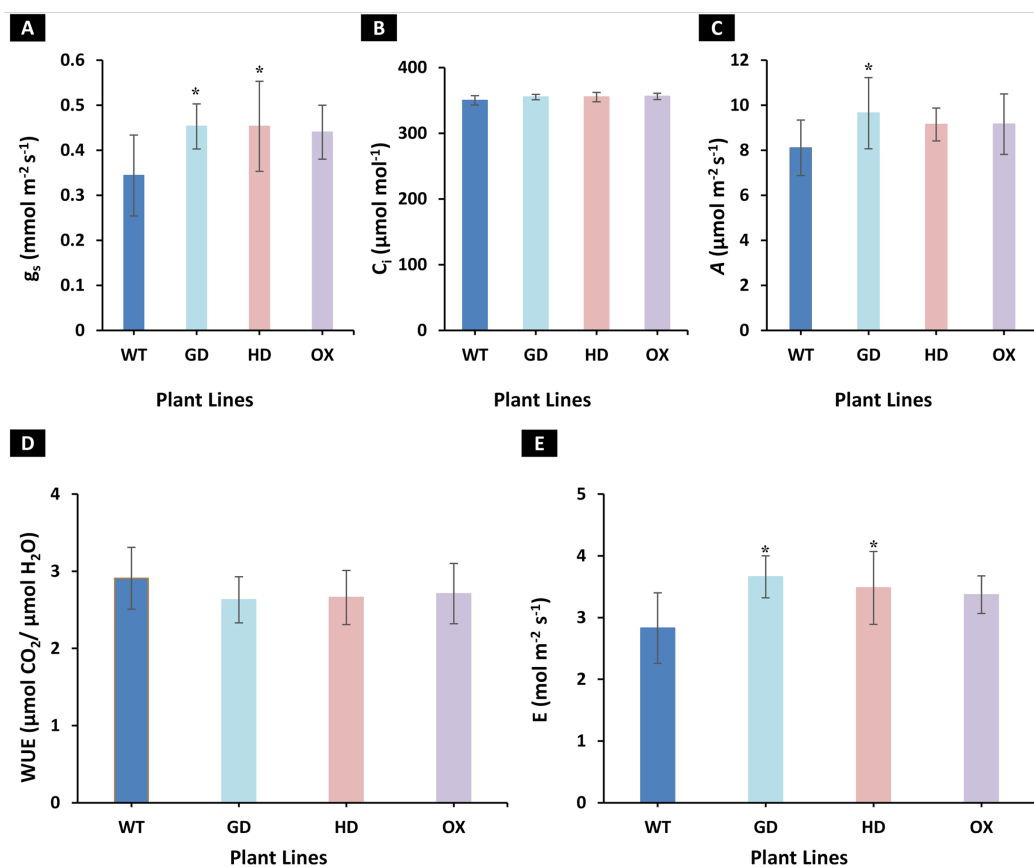 A
B
C
0.6
0.5
0.4
0.3
0.2
0.1
0
gₛ (mmol m⁻² s⁻¹)
*
*
WT GD HD OX
Plant Lines
400
300
200
100
0
Cᵢ (µmol mol⁻¹)
WT GD HD OX
Plant Lines
12
10
8
6
4
2
0
A (µmol m⁻² s⁻¹)
*
WT GD HD OX
Plant Lines
D
E
4
3
2
1
0
WUE (µmol CO₂/ µmol H₂O)
WT GD HD OX
Plant Lines
5
4
3
2
1
0
E (mol m⁻² s⁻¹)
*
*
WT GD HD OX
Plant Lines